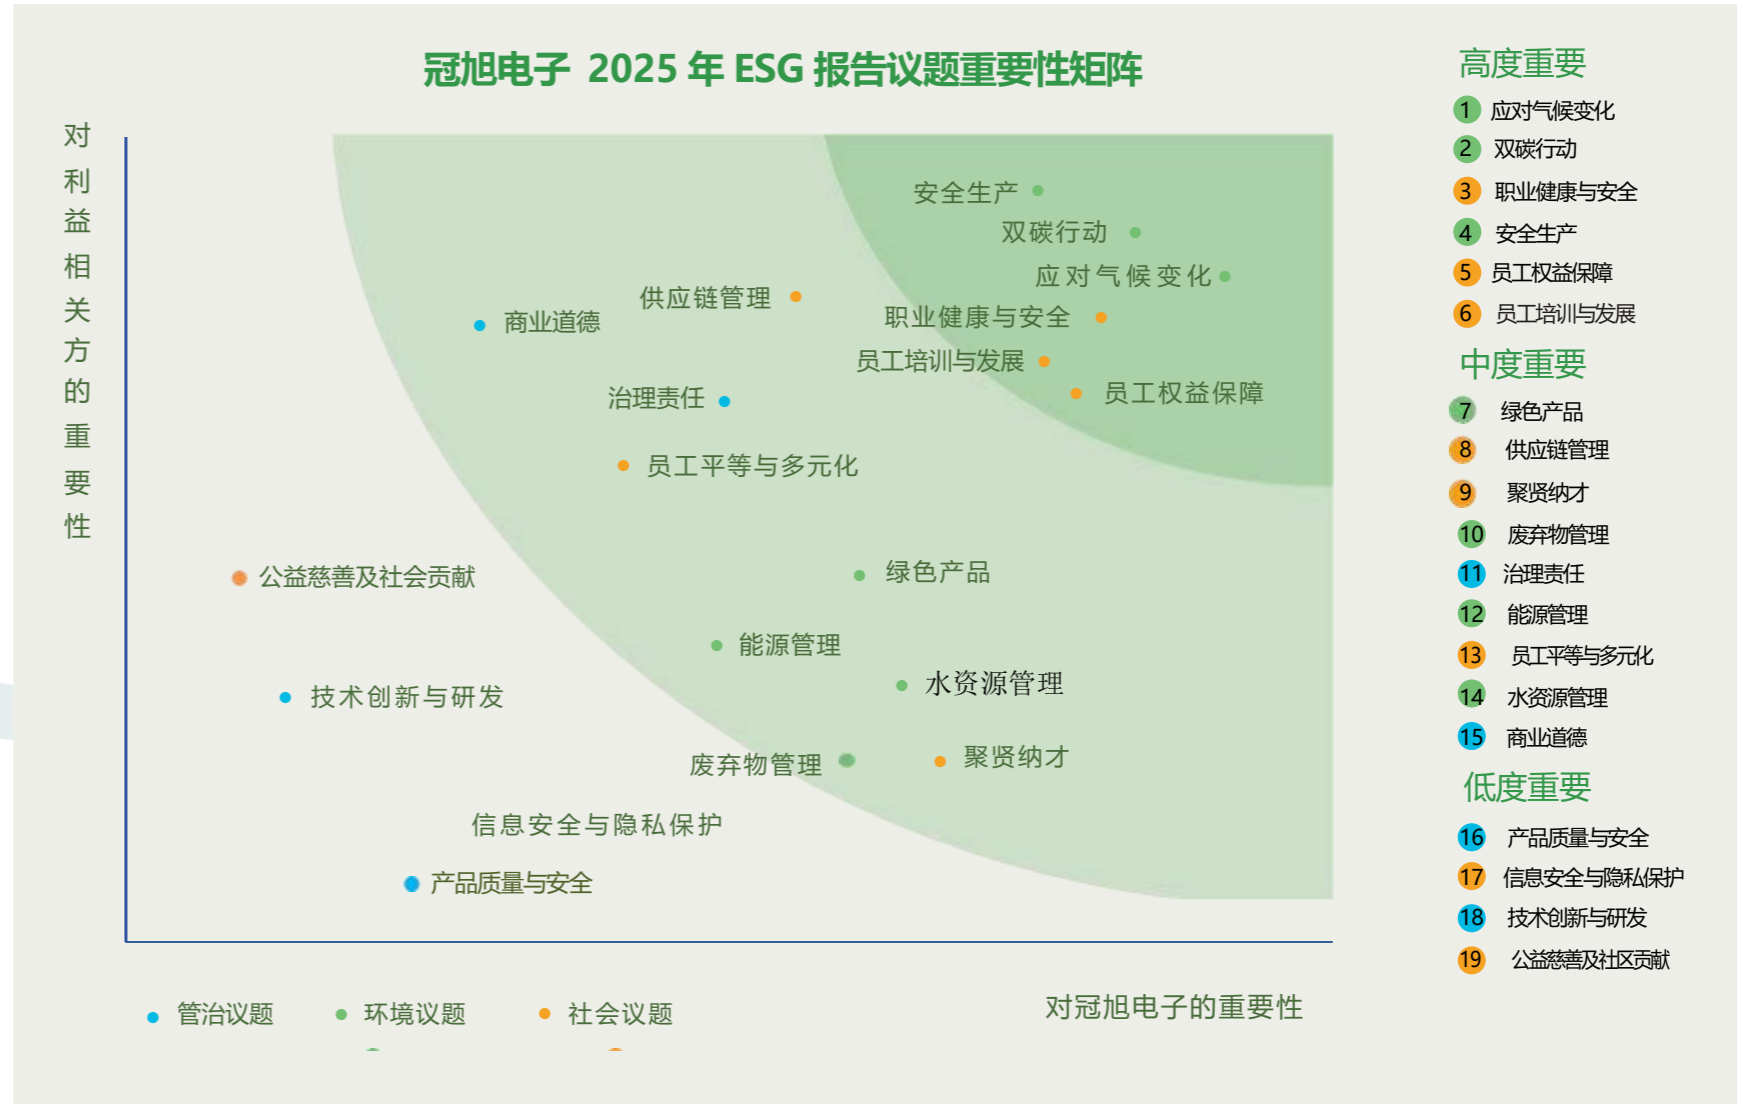 冠旭电子 2025 年 ESG 报告议题重要性矩阵
对利益相关方的重要性
安全生产
双碳行动
应对气候变化
供应链管理
职业健康与安全
商业道德
员工培训与发展
员工权益保障
治理责任
员工平等与多元化
公益慈善及社会贡献
绿色产品
能源管理
水资源管理
技术创新与研发
废弃物管理
聚贤纳才
信息安全与隐私保护
产品质量与安全
对冠旭电子的重要性
管治议题
环境议题
社会议题
高度重要
1 应对气候变化
2 双碳行动
3 职业健康与安全
4 安全生产
5 员工权益保障
6 员工培训与发展
中度重要
7 绿色产品
8 供应链管理
9 聚贤纳才
10 废弃物管理
11 治理责任
12 能源管理
13 员工平等与多元化
14 水资源管理
15 商业道德
低度重要
16 产品质量与安全
17 信息安全与隐私保护
18 技术创新与研发
19 公益慈善及社区贡献